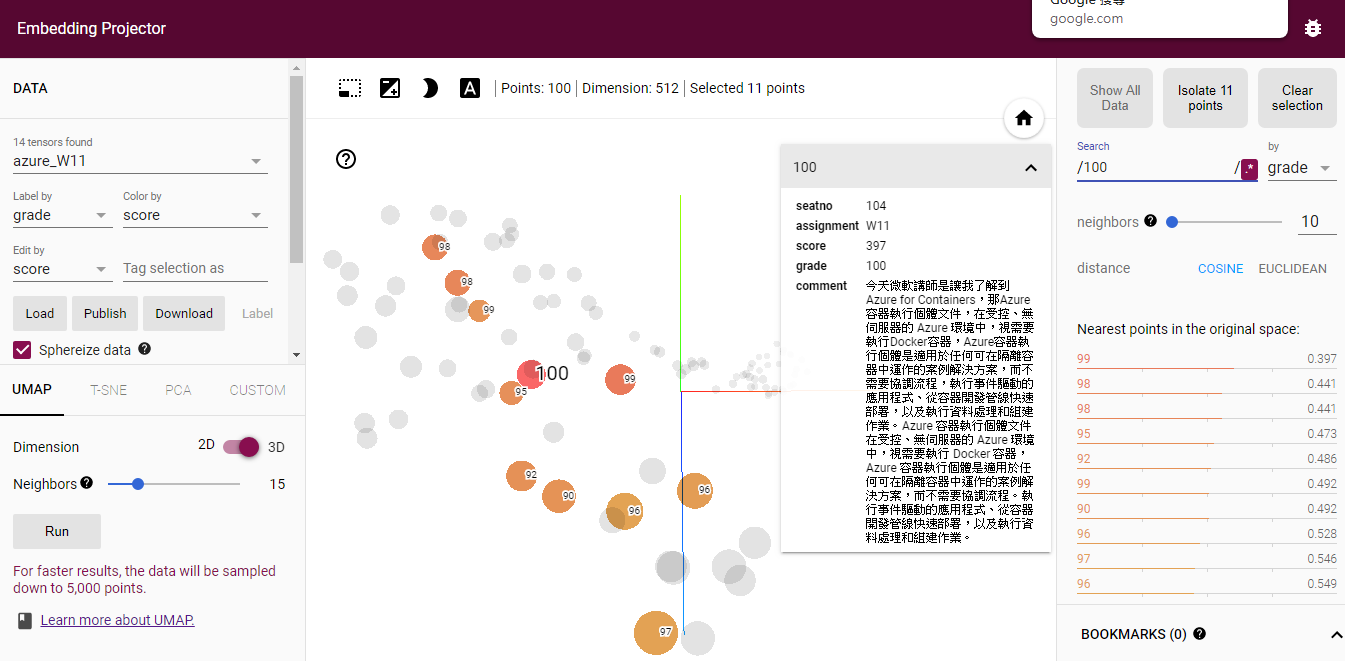 Embedding Projector
Google 搜尋
google.com
DATA
14 tensors found
azure_W11
Label by
Color by
grade
score
Edit by
score
Tag selection as
Load
Publish
Download
Label
Sphereize data
UMAP
T-SNE
PCA
CUSTOM
Dimension
2D
3D
Neighbors
15
Run
For faster results, the data will be sampled
down to 5,000 points.
Learn more about UMAP.
A
Points: 100
Dimension: 512
Selected 11 points
98
98
99
100
99
95
92
90
96
96
97
100
seatno 104
assignment W11
score 397
grade 100
comment 今天微軟講師是讓我了解到
Azure for Containers，那Azure
容器執行個體文件，在受控、無
伺服器的 Azure 環境中，視需要
執行Docker容器，Azure容器執
行個體是適用於任何可在隔離容
器中運作的案例解決方案，而不
需要協調流程，執行事件驅動的
應用程式、從容器開發管線快速
部署，以及執行資料處理和組建
作業。Azure 容器執行個體文件
在受控、無伺服器的 Azure 環境
中，視需要執行 Docker 容器，
Azure 容器執行個體是適用於任
何可在隔離容器中運作的案例解
決方案，而不需要協調流程。執
行事件驅動的應用程式、從容器
開發管線快速部署，以及執行資
料處理和組建作業。
Show All
Data
Isolate 11
points
Clear
selection
Search
by
/100
/
.*
grade
neighbors
10
distance
COSINE
EUCLIDEAN
Nearest points in the original space:
99 0.397
98 0.441
98 0.441
95 0.473
92 0.486
99 0.492
90 0.492
96 0.528
97 0.546
96 0.549
BOOKMARKS (0)